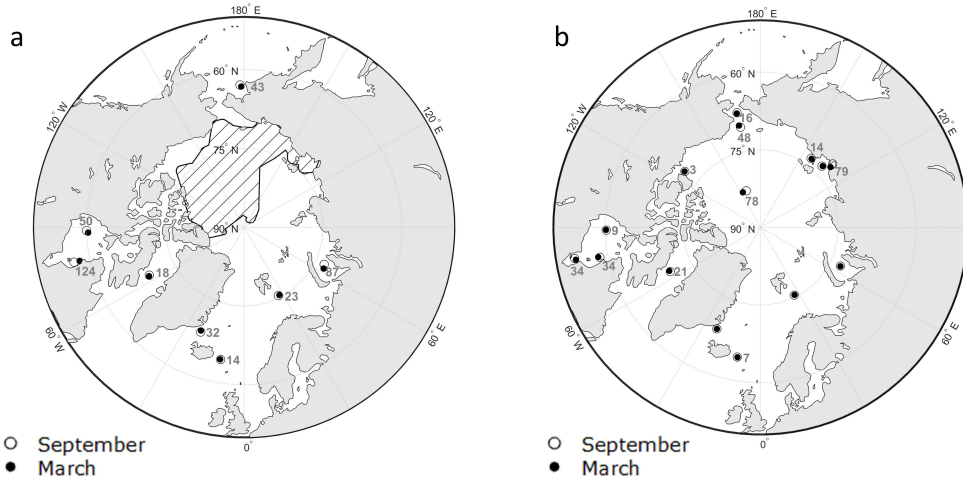 a
180° E
60° N
43
120° W
120° E
75° N
50
90° N
124
18
87
23
32
14
60° W
60° E
0°
○ September
● March
b
180° E
60° N
16
48
120° W
120° E
75° N
14
3
79
78
9
90° N
34
34
21
7
60° W
60° E
0°
○ September
● March